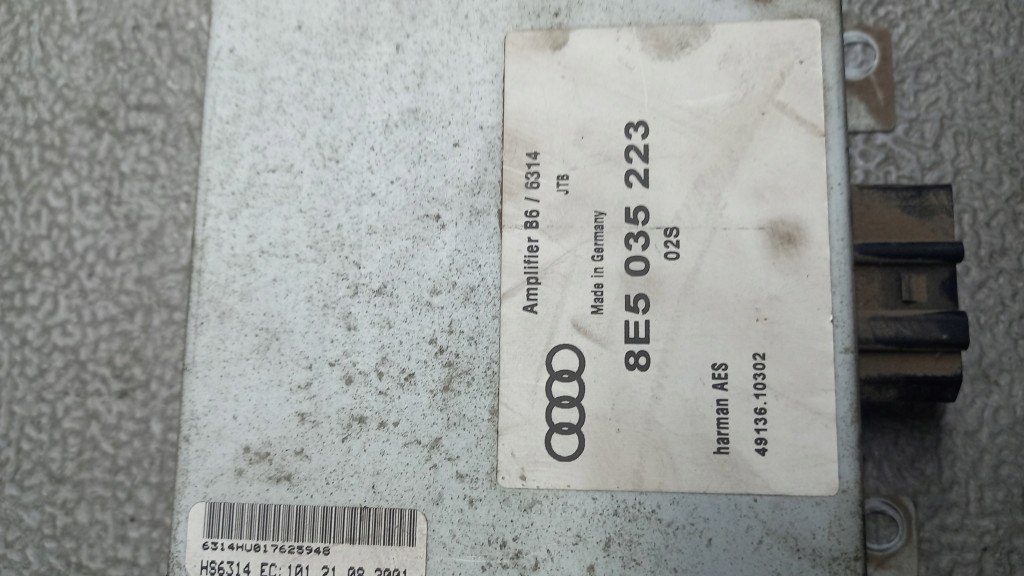 Amplifier B6 / 6314
JTB
Made in Germany
8E5 035 223
02S
harman AES
49136.10302
6314HU017625948
HS6314 EC:101 21.08.2001